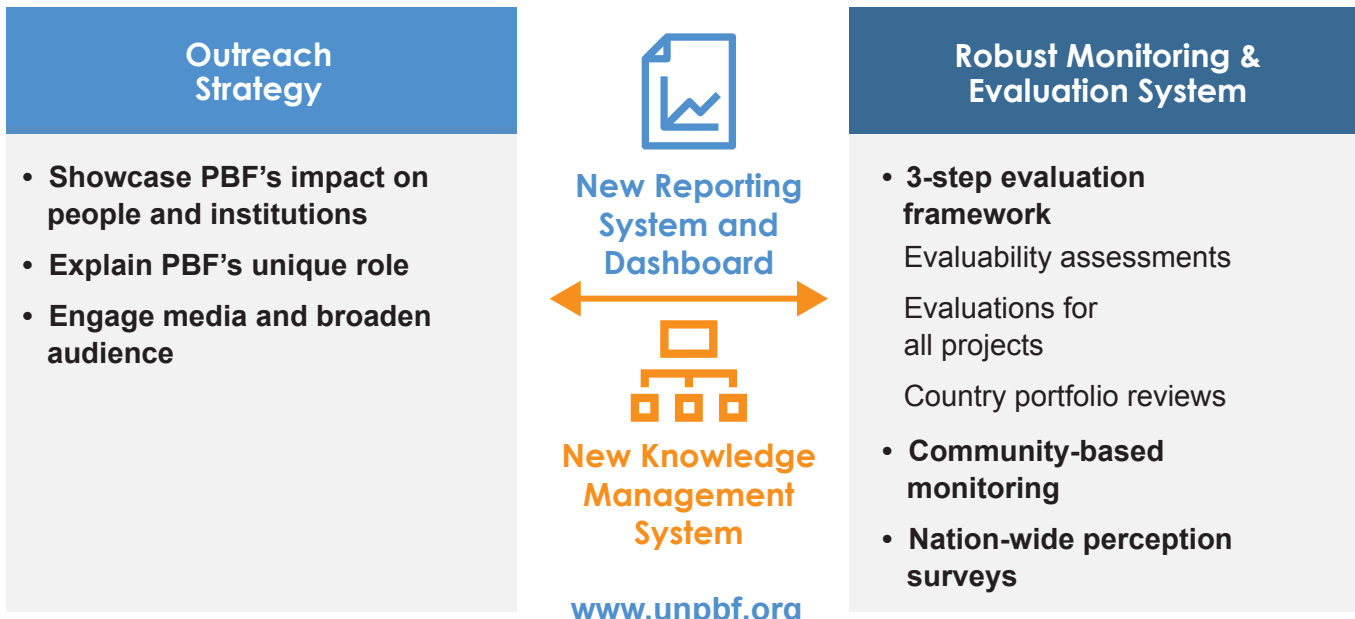 Outreach
Strategy
• Showcase PBF’s impact on
people and institutions
• Explain PBF’s unique role
• Engage media and broaden
audience
New Reporting
System and
Dashboard
New Knowledge
Management
System
www.unpbf.org
Robust Monitoring &
Evaluation System
• 3-step evaluation
framework
Evaluability assessments
Evaluations for
all projects
Country portfolio reviews
• Community-based
monitoring
• Nation-wide perception
surveys